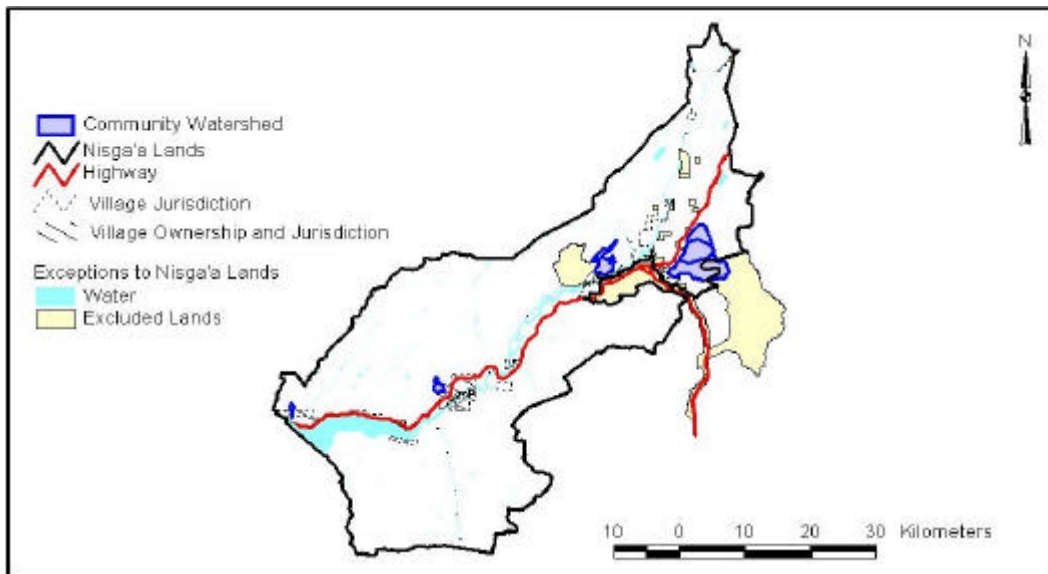 N
Community Watershed
Nisga'a Lands
Highway
Village Jurisdiction
Village Ownership and Jurisdiction
Exceptions to Nisga'a Lands
Water
Excluded Lands
10 0 10 20 30 Kilometers